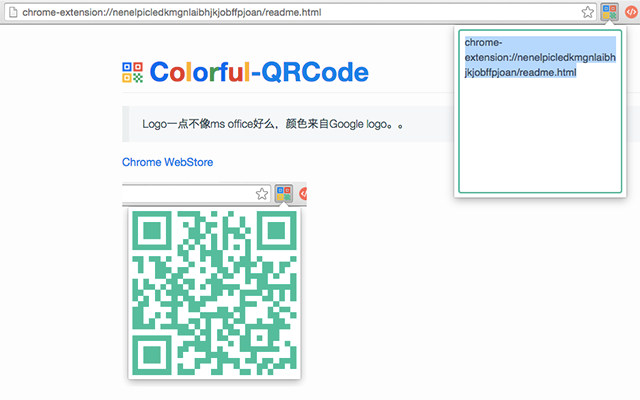 chrome-extension://nenelpicledkmgnlaibhjkjobffpjoan/readme.html
chrome-
extension://nenelpicledkmgnlaibh
jkjobffpjoan/readme.html
Colorful-QRCode
Logo一点不像ms office好么，颜色来自Google logo。。
Chrome WebStore